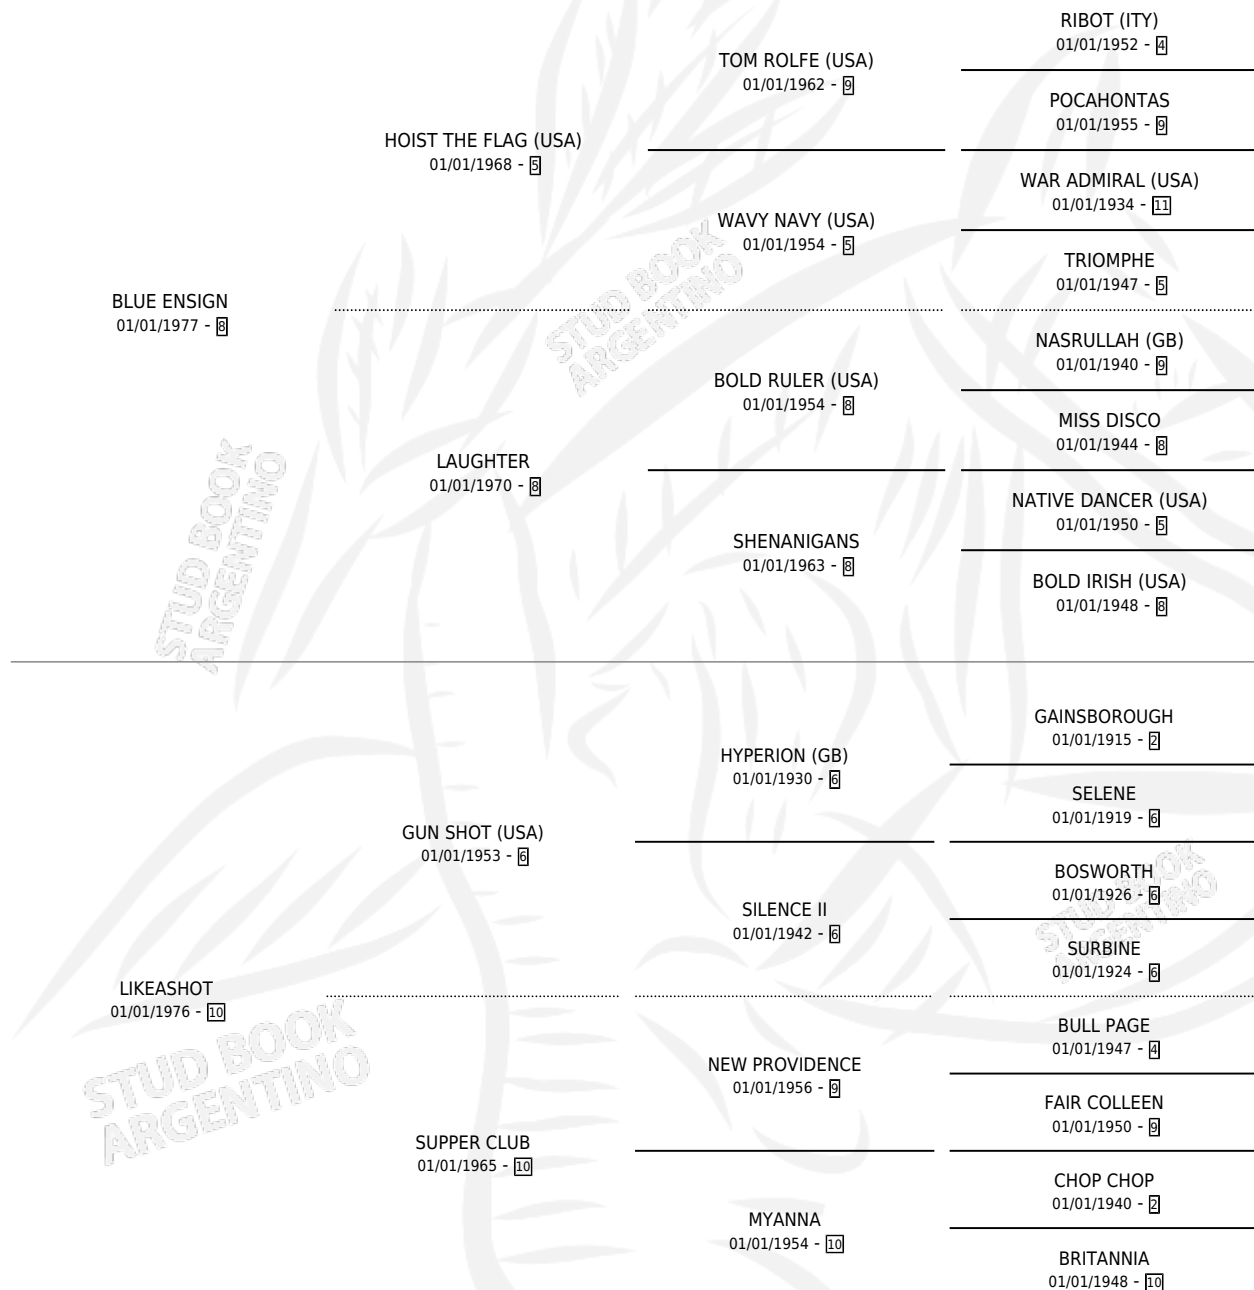 RIBOT (ITY)
01/01/1952 - 4
TOM ROLFE (USA)
01/01/1962 - 9
POCAHONTAS
01/01/1955 - 9
HOIST THE FLAG (USA)
01/01/1968 - 5
WAR ADMIRAL (USA)
01/01/1934 - 11
WAVY NAVY (USA)
01/01/1954 - 5
TRIOMPHE
01/01/1947 - 5
BLUE ENSIGN
01/01/1977 - 8
STUD BOOK
ARGENTINO
NASRULLAH (GB)
01/01/1940 - 9
BOLD RULER (USA)
01/01/1954 - 8
MISS DISCO
01/01/1944 - 8
LAUGHTER
01/01/1970 - 8
NATIVE DANCER (USA)
01/01/1950 - 5
SHENANIGANS
01/01/1963 - 8
BOLD IRISH (USA)
01/01/1948 - 8
STUD BOOK
ARGENTINO
GAINSBOROUGH
01/01/1915 - 2
HYPERION (GB)
01/01/1930 - 6
SELENE
01/01/1919 - 6
GUN SHOT (USA)
01/01/1953 - 6
BOSWORTH
01/01/1926 - 6
SILENCE II
01/01/1942 - 6
SURBINE
01/01/1924 - 6
STUD BOOK
ARGENTINO
LIKEASHOT
01/01/1976 - 10
BULL PAGE
01/01/1947 - 4
NEW PROVIDENCE
01/01/1956 - 9
FAIR COLLEEN
01/01/1950 - 9
STUD BOOK
ARGENTINO
SUPPER CLUB
01/01/1965 - 10
CHOP CHOP
01/01/1940 - 2
MYANNA
01/01/1954 - 10
BRITANNIA
01/01/1948 - 10